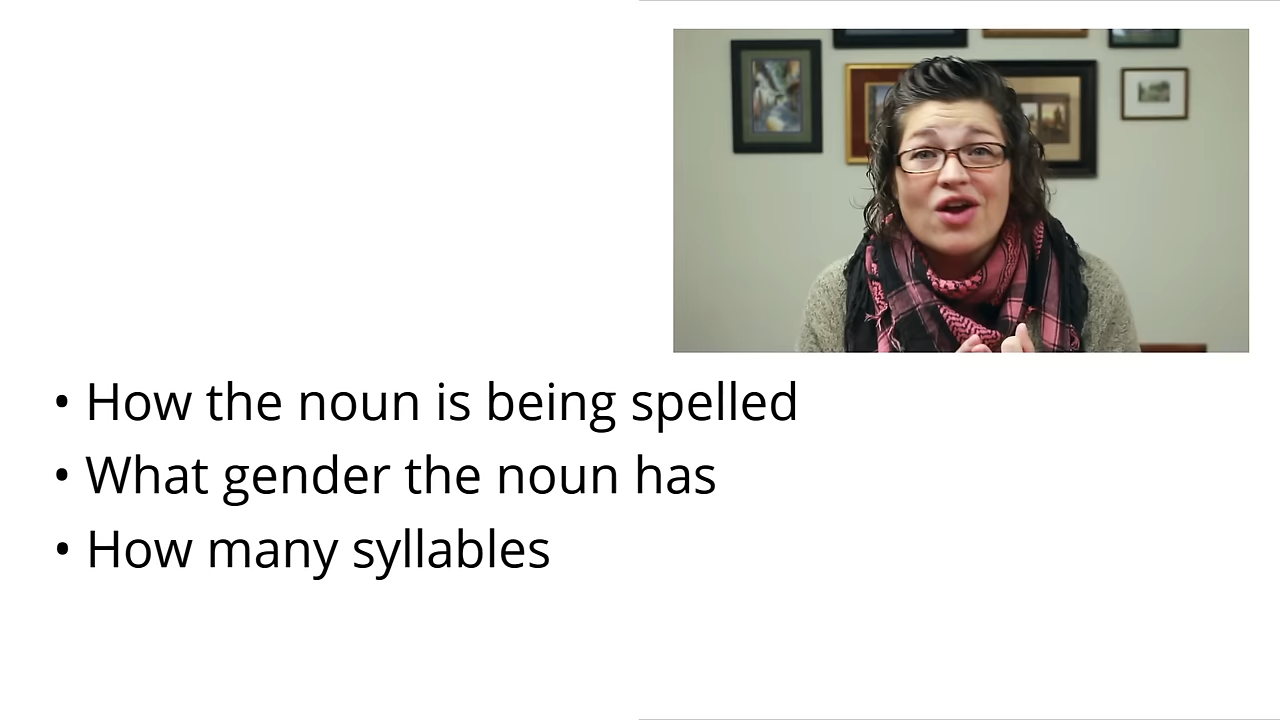 • How the noun is being spelled
• What gender the noun has
• How many syllables